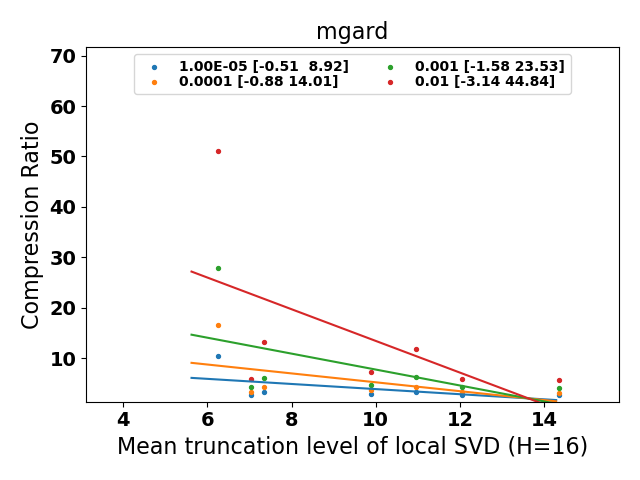 mgard
1.00E-05 [-0.51  8.92]
0.0001 [-0.88 14.01]
0.001 [-1.58 23.53]
0.01 [-3.14 44.84]
Compression Ratio
70
60
50
40
30
20
10
4 6 8 10 12 14
Mean truncation level of local SVD (H=16)